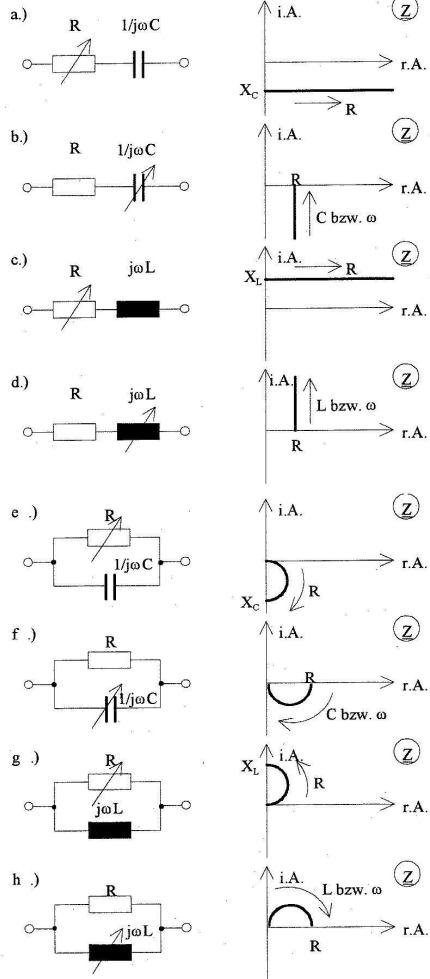 a.)
R 1/jωC
i.A. Z
r.A.
X_C
R
b.)
R 1/jωC
i.A. Z
R r.A.
C bzw. ω
c.)
R jωL
i.A. Z
X_L R
r.A.
d.)
R jωL
i.A. Z
L bzw. ω
R r.A.
e .)
R
1/jωC
i.A. Z
r.A.
R
X_C
f .)
R
1/jωC
i.A. Z
R r.A.
C bzw. ω
g .)
R
jωL
i.A. Z
X_L
R
r.A.
h .)
R
jωL
i.A. Z
L bzw. ω
R r.A.